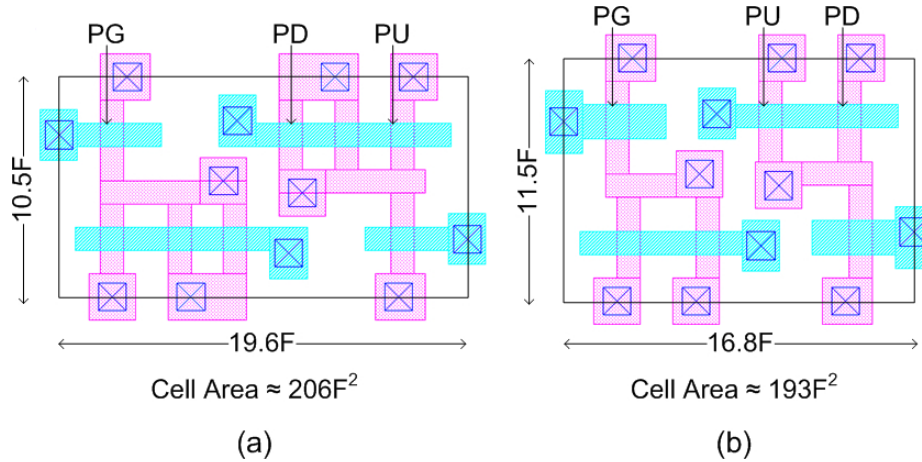 PG PD PU
10.5F
19.6F
Cell Area ≈ 206F²
(a)
PG PU PD
11.5F
16.8F
Cell Area ≈ 193F²
(b)